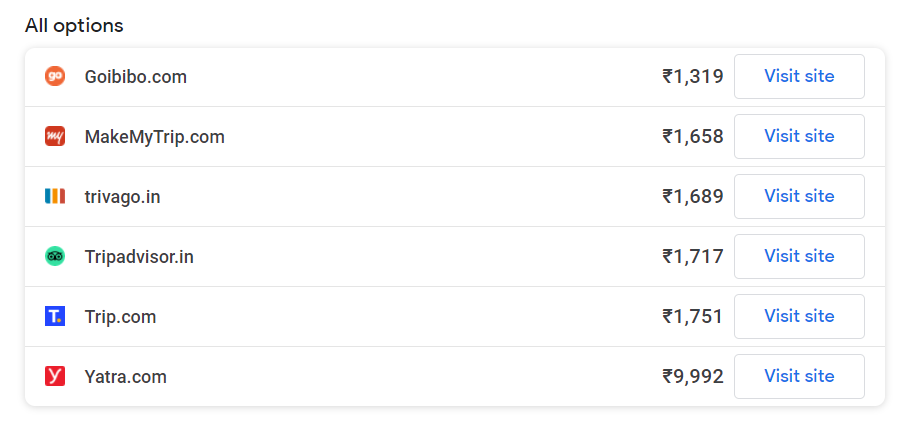 All options
go Goibibo.com ₹1,319 Visit site
my MakeMyTrip.com ₹1,658 Visit site
trivago.in ₹1,689 Visit site
Tripadvisor.in ₹1,717 Visit site
T. Trip.com ₹1,751 Visit site
Y Yatra.com ₹9,992 Visit site